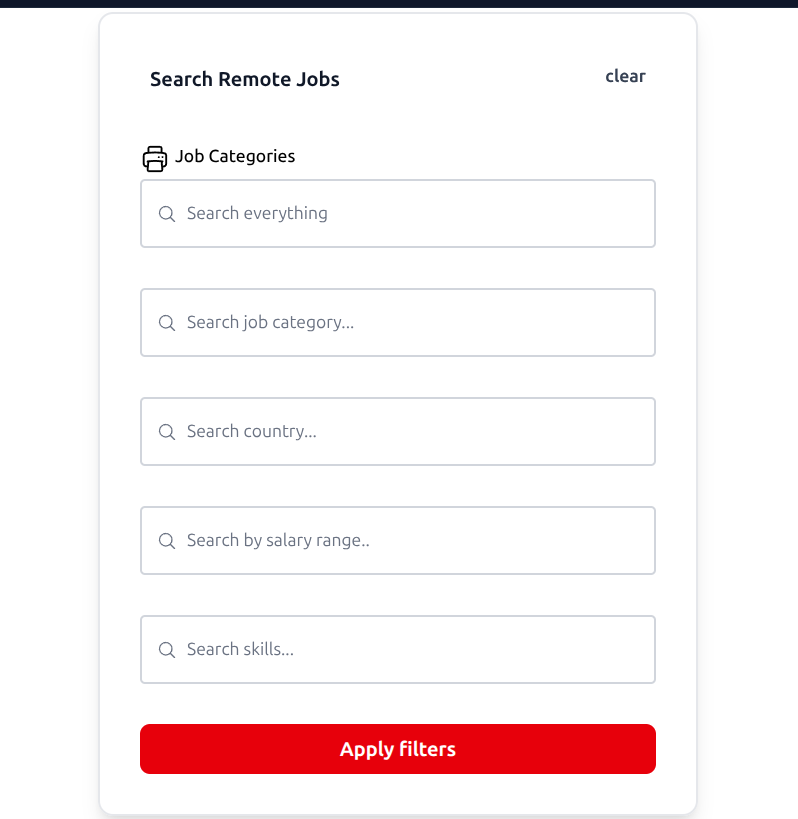 Search Remote Jobs
clear
Job Categories
Search everything
Search job category...
Search country...
Search by salary range..
Search skills...
Apply filters